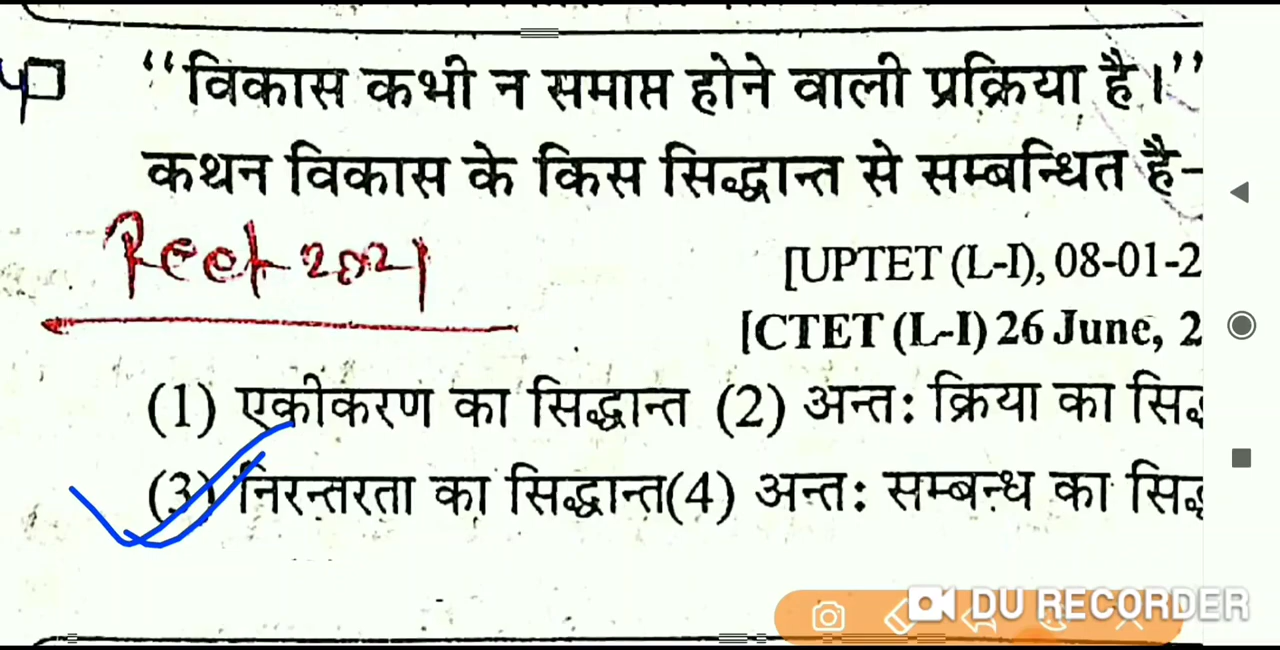 “विकास कभी न समाप्त होने वाली प्रक्रिया है।”
कथन विकास के किस सिद्धान्त से सम्बन्धित है–
Reet 2021
[UPTET (L-I), 08-01-2
[CTET (L-I) 26 June, 2
(1) एकीकरण का सिद्धान्त (2) अन्त: क्रिया का
(3) निरन्तरता का सिद्धान्त(4) अन्त: सम्बन्ध का
DU RECORDER